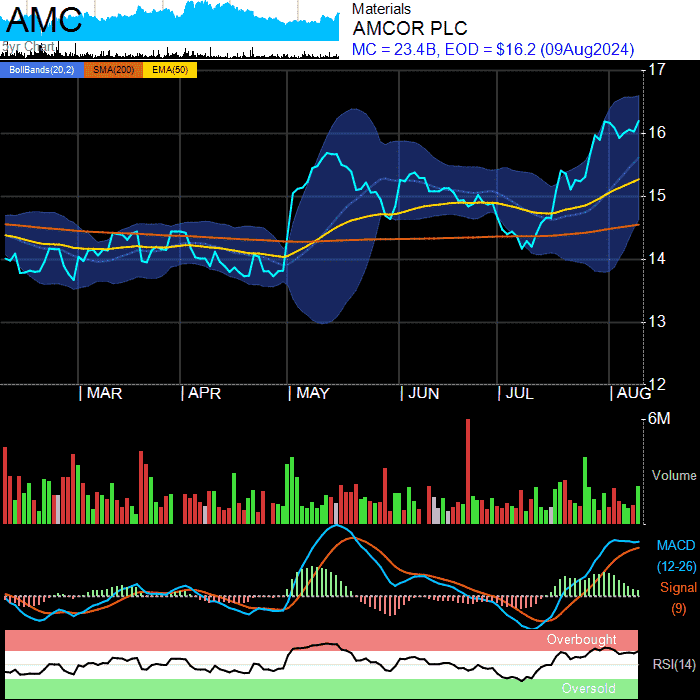 AMC
5yr Chart
Materials
AMCOR PLC
MC = 23.4B, EOD = $16.2 (09Aug2024)
BollBands(20,2) SMA(200) EMA(50)
17
16
15
14
13
12
| MAR | APR | MAY | JUN | JUL | AUG
6M
Volume
MACD
(12-26)
Signal
(9)
Overbought
RSI(14)
Oversold